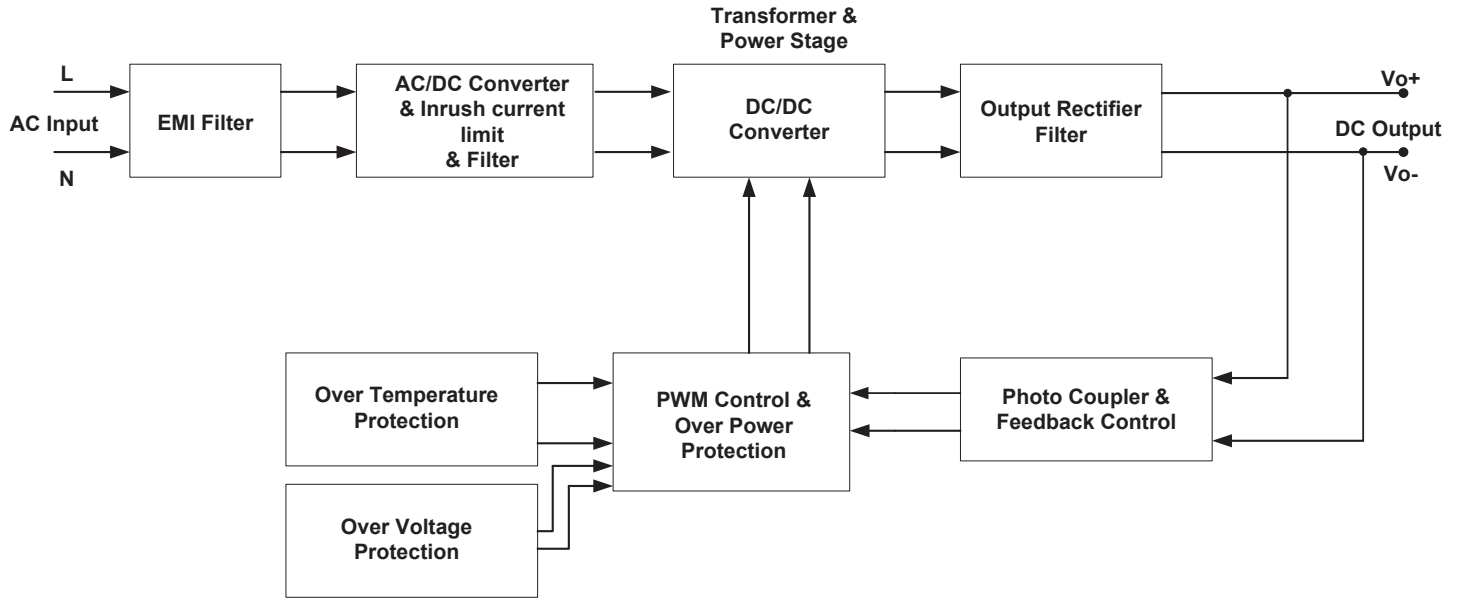 Transformer &
Power Stage
L
AC Input
N
EMI Filter
AC/DC Converter
& Inrush current
limit
& Filter
DC/DC
Converter
Output Rectifier
Filter
Vo+
DC Output
Vo-
Over Temperature
Protection
PWM Control &
Over Power
Protection
Photo Coupler &
Feedback Control
Over Voltage
Protection